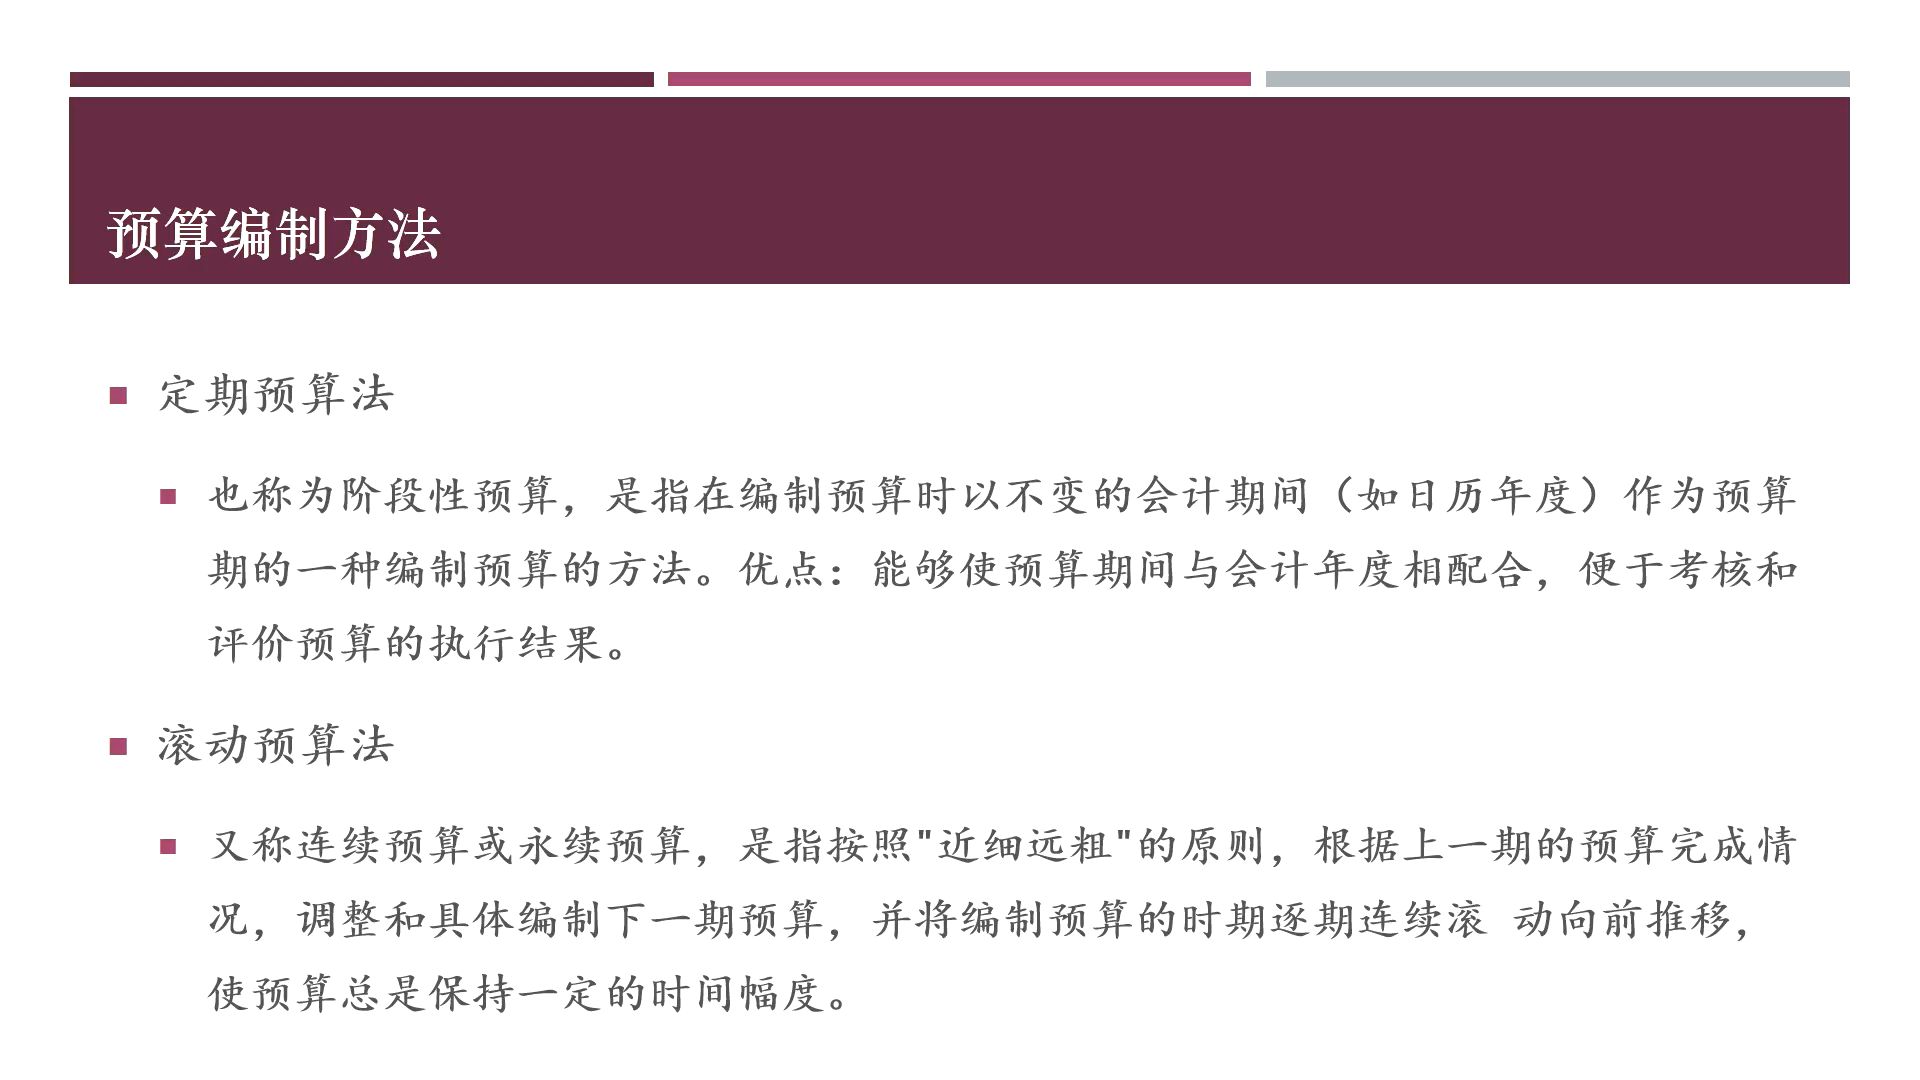 预算编制方法
定期预算法
也称为阶段性预算，是指在编制预算时以不变的会计期间（如日历年度）作为预算
期的一种编制预算的方法。优点：能够使预算期间与会计年度相配合，便于考核和
评价预算的执行结果。
滚动预算法
又称连续预算或永续预算，是指按照"近细远粗"的原则，根据上一期的预算完成情
况，调整和具体编制下一期预算，并将编制预算的时期逐期连续滚 动向前推移，
使预算总是保持一定的时间幅度。